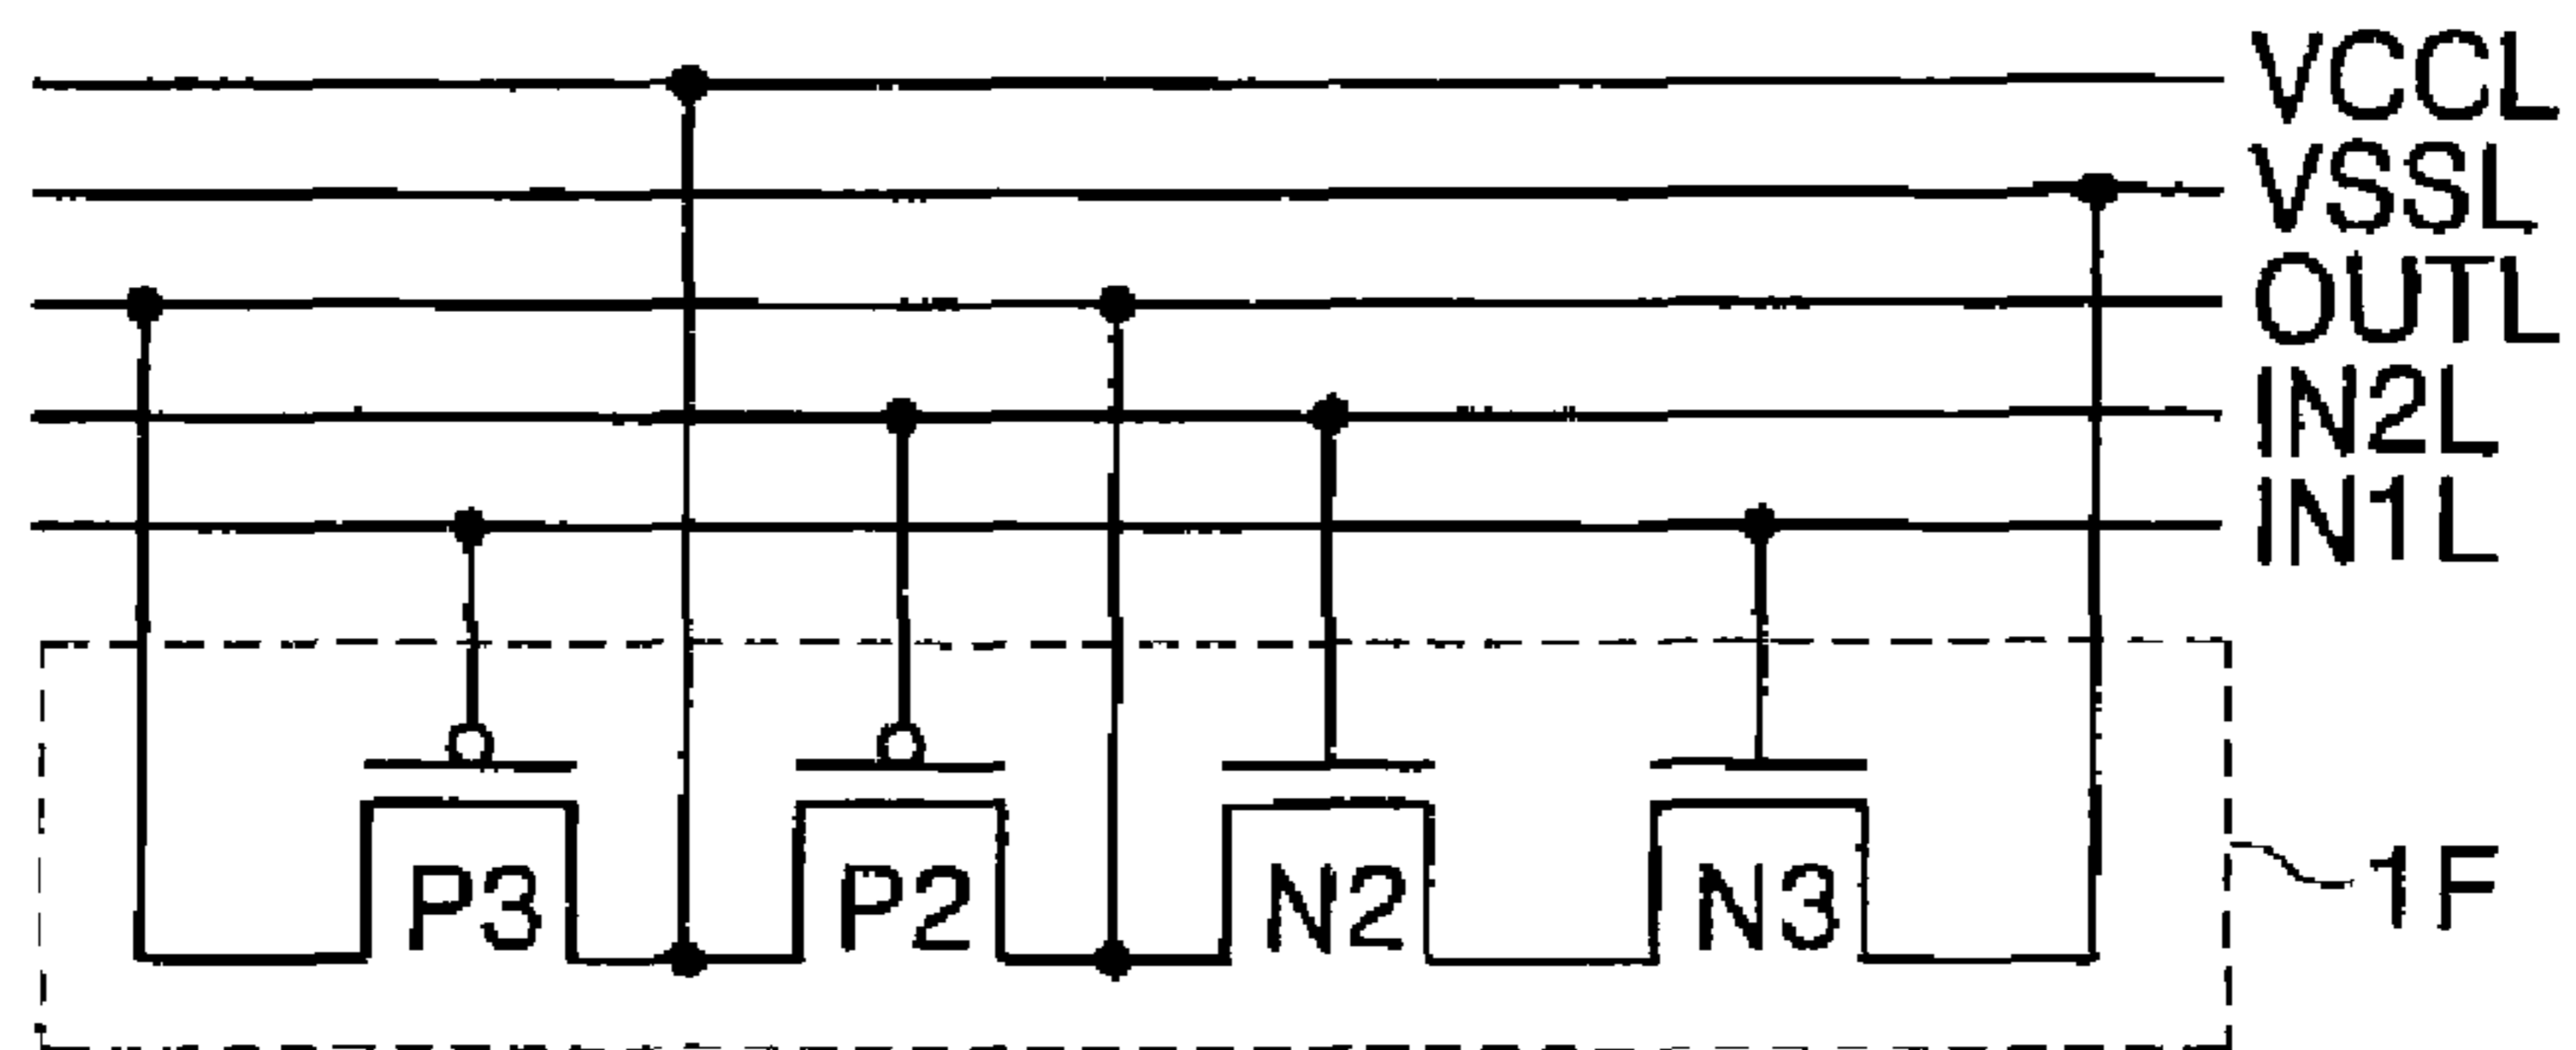 VCCL
VSSL
OUTL
IN2L
IN1L
P3 P2 N2 N3
1F